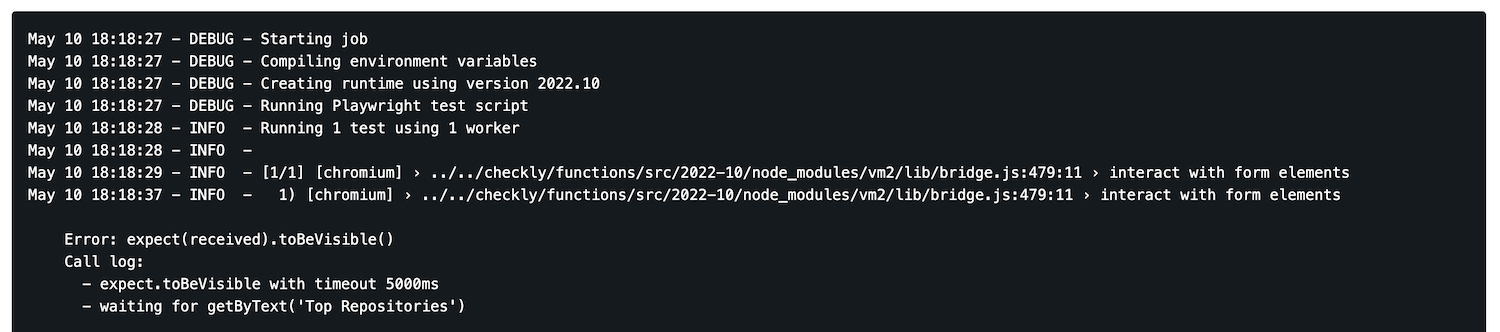 May 10 18:18:27 – DEBUG – Starting job
May 10 18:18:27 – DEBUG – Compiling environment variables
May 10 18:18:27 – DEBUG – Creating runtime using version 2022.10
May 10 18:18:27 – DEBUG – Running Playwright test script
May 10 18:18:28 – INFO  – Running 1 test using 1 worker
May 10 18:18:28 – INFO  –
May 10 18:18:29 – INFO  – [1/1] [chromium] › ../../checkly/functions/src/2022-10/node_modules/vm2/lib/bridge.js:479:11 › interact with form elements
May 10 18:18:37 – INFO  –   1) [chromium] › ../../checkly/functions/src/2022-10/node_modules/vm2/lib/bridge.js:479:11 › interact with form elements
Error: expect(received).toBeVisible()
Call log:
– expect.toBeVisible with timeout 5000ms
– waiting for getByText('Top Repositories')